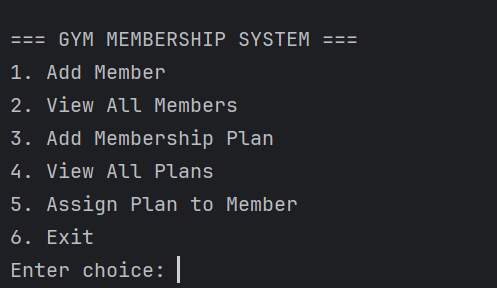 === GYM MEMBERSHIP SYSTEM ===
1. Add Member
2. View All Members
3. Add Membership Plan
4. View All Plans
5. Assign Plan to Member
6. Exit
Enter choice: